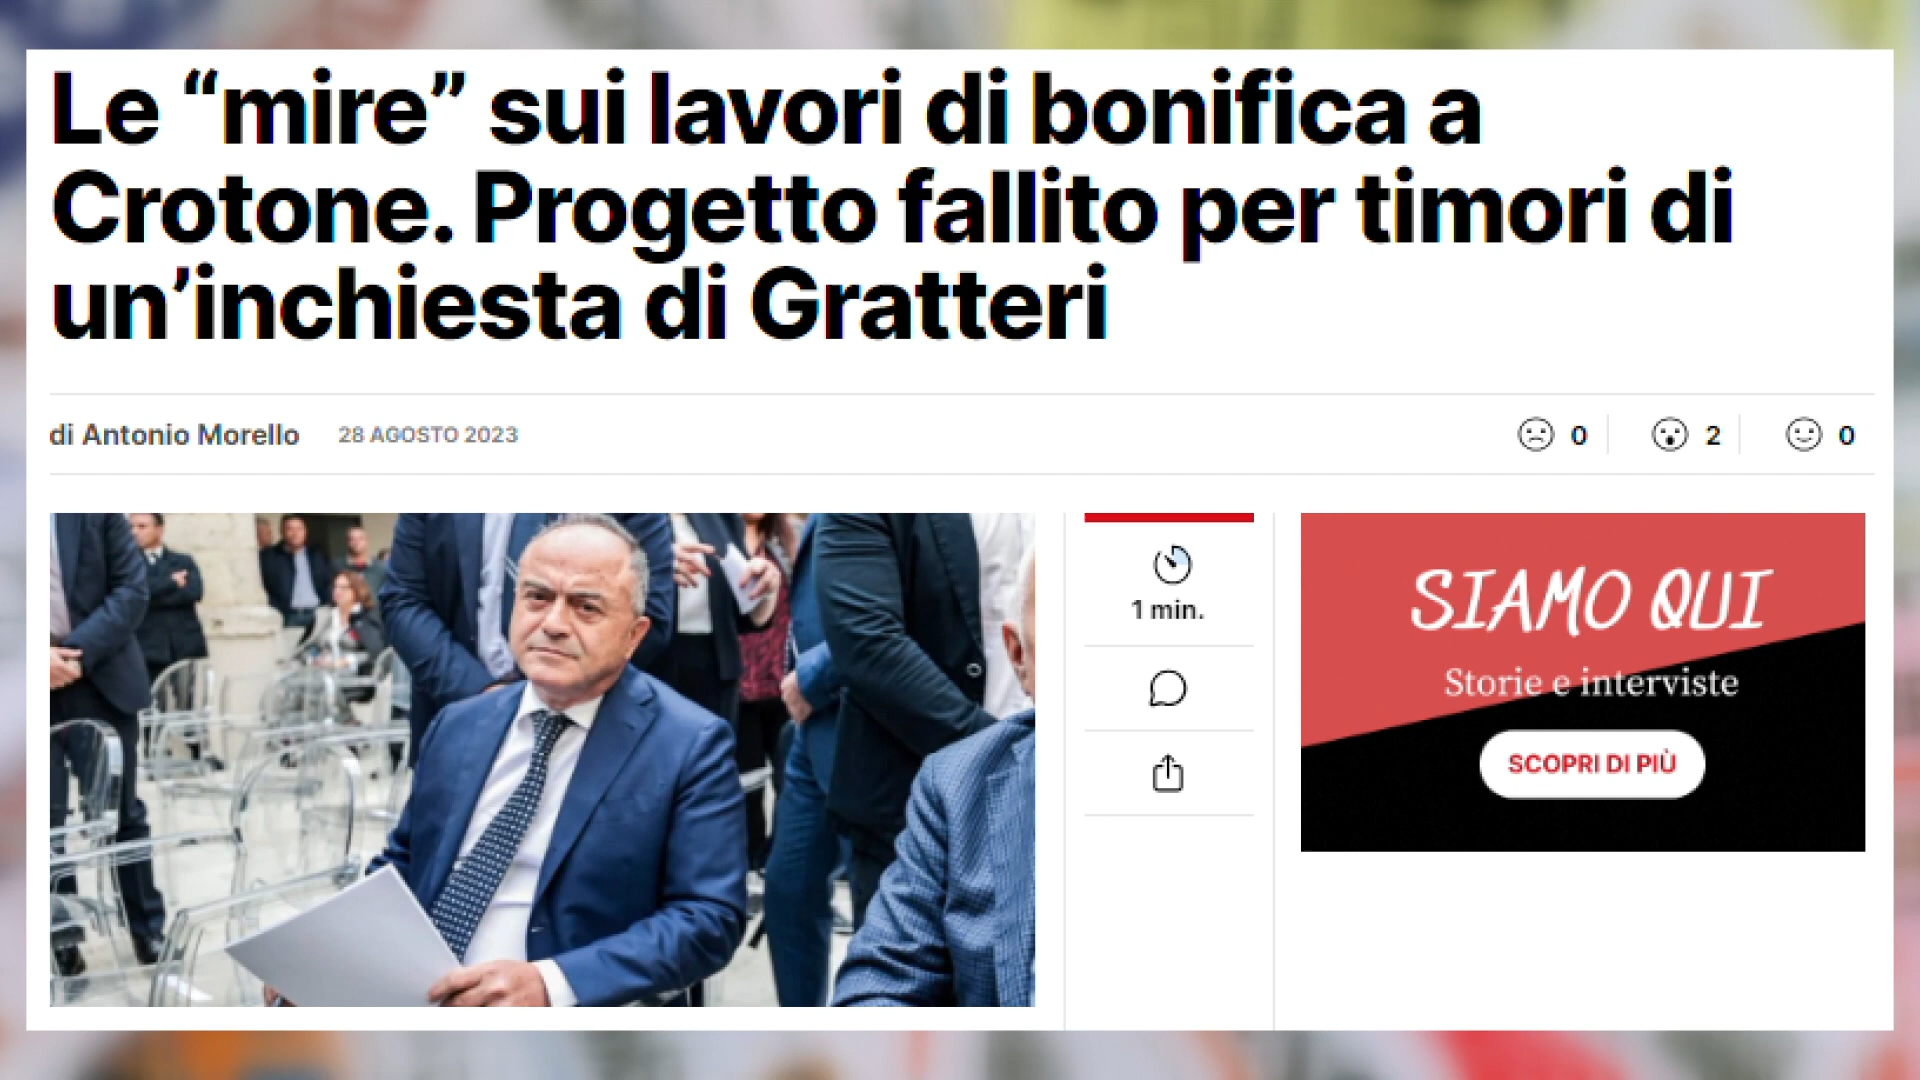 Le “mire” sui lavori di bonifica a
Crotone. Progetto fallito per timori di
un’inchiesta di Gratteri
di Antonio Morello 28 AGOSTO 2023 0 2 0
1 min.
SIAMO QUI
Storie e interviste
SCOPRI DI PIÙ